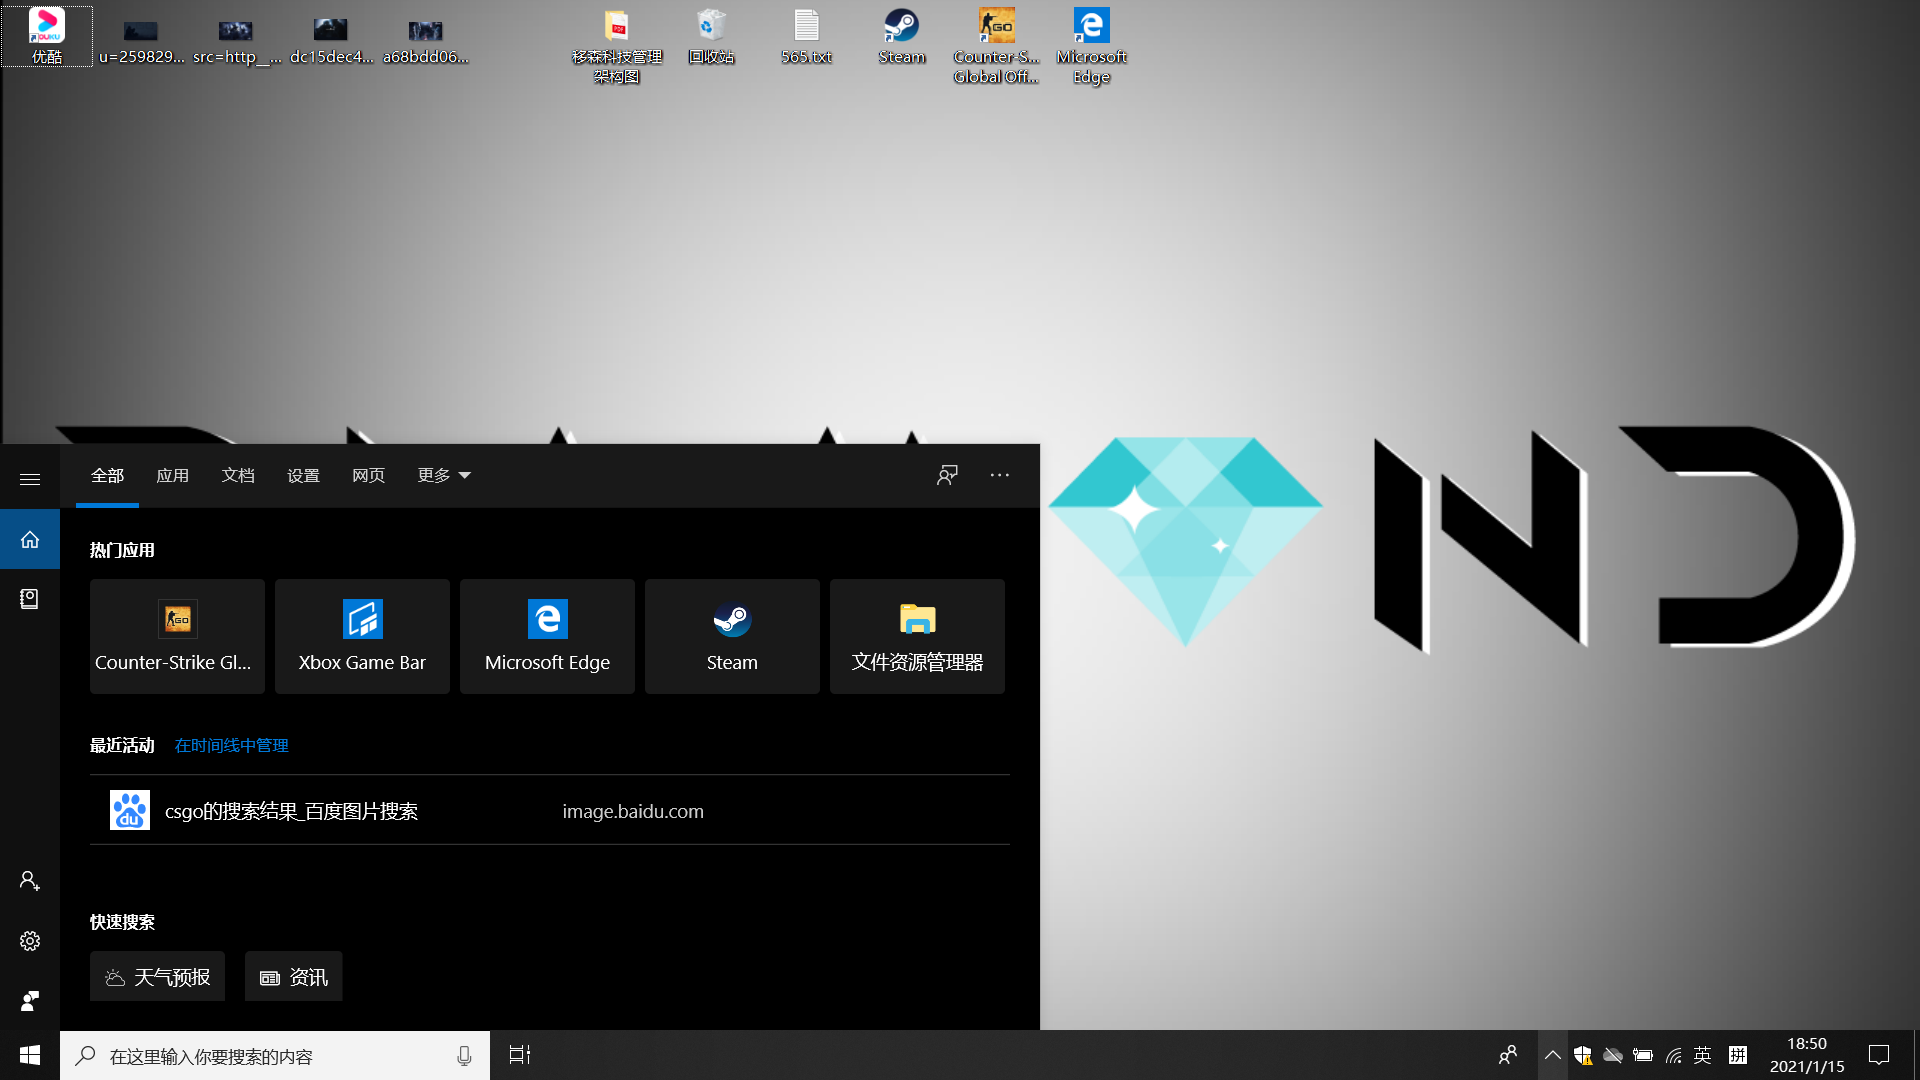 优酷
u=259829...
src=http__...
dc15dec4...
a68bdd06...
移森科技管理
架构图
回收站
565.txt
Steam
Counter-S...
Global Off...
Microsoft
Edge
全部
应用
文档
设置
网页
更多
热门应用
Counter-Strike Gl...
Xbox Game Bar
Microsoft Edge
Steam
文件资源管理器
最近活动 在时间线中管理
csgo的搜索结果_百度图片搜索 image.baidu.com
快速搜索
天气预报
资讯
ND
在这里输入你要搜索的内容
英
拼
18:50
2021/1/15